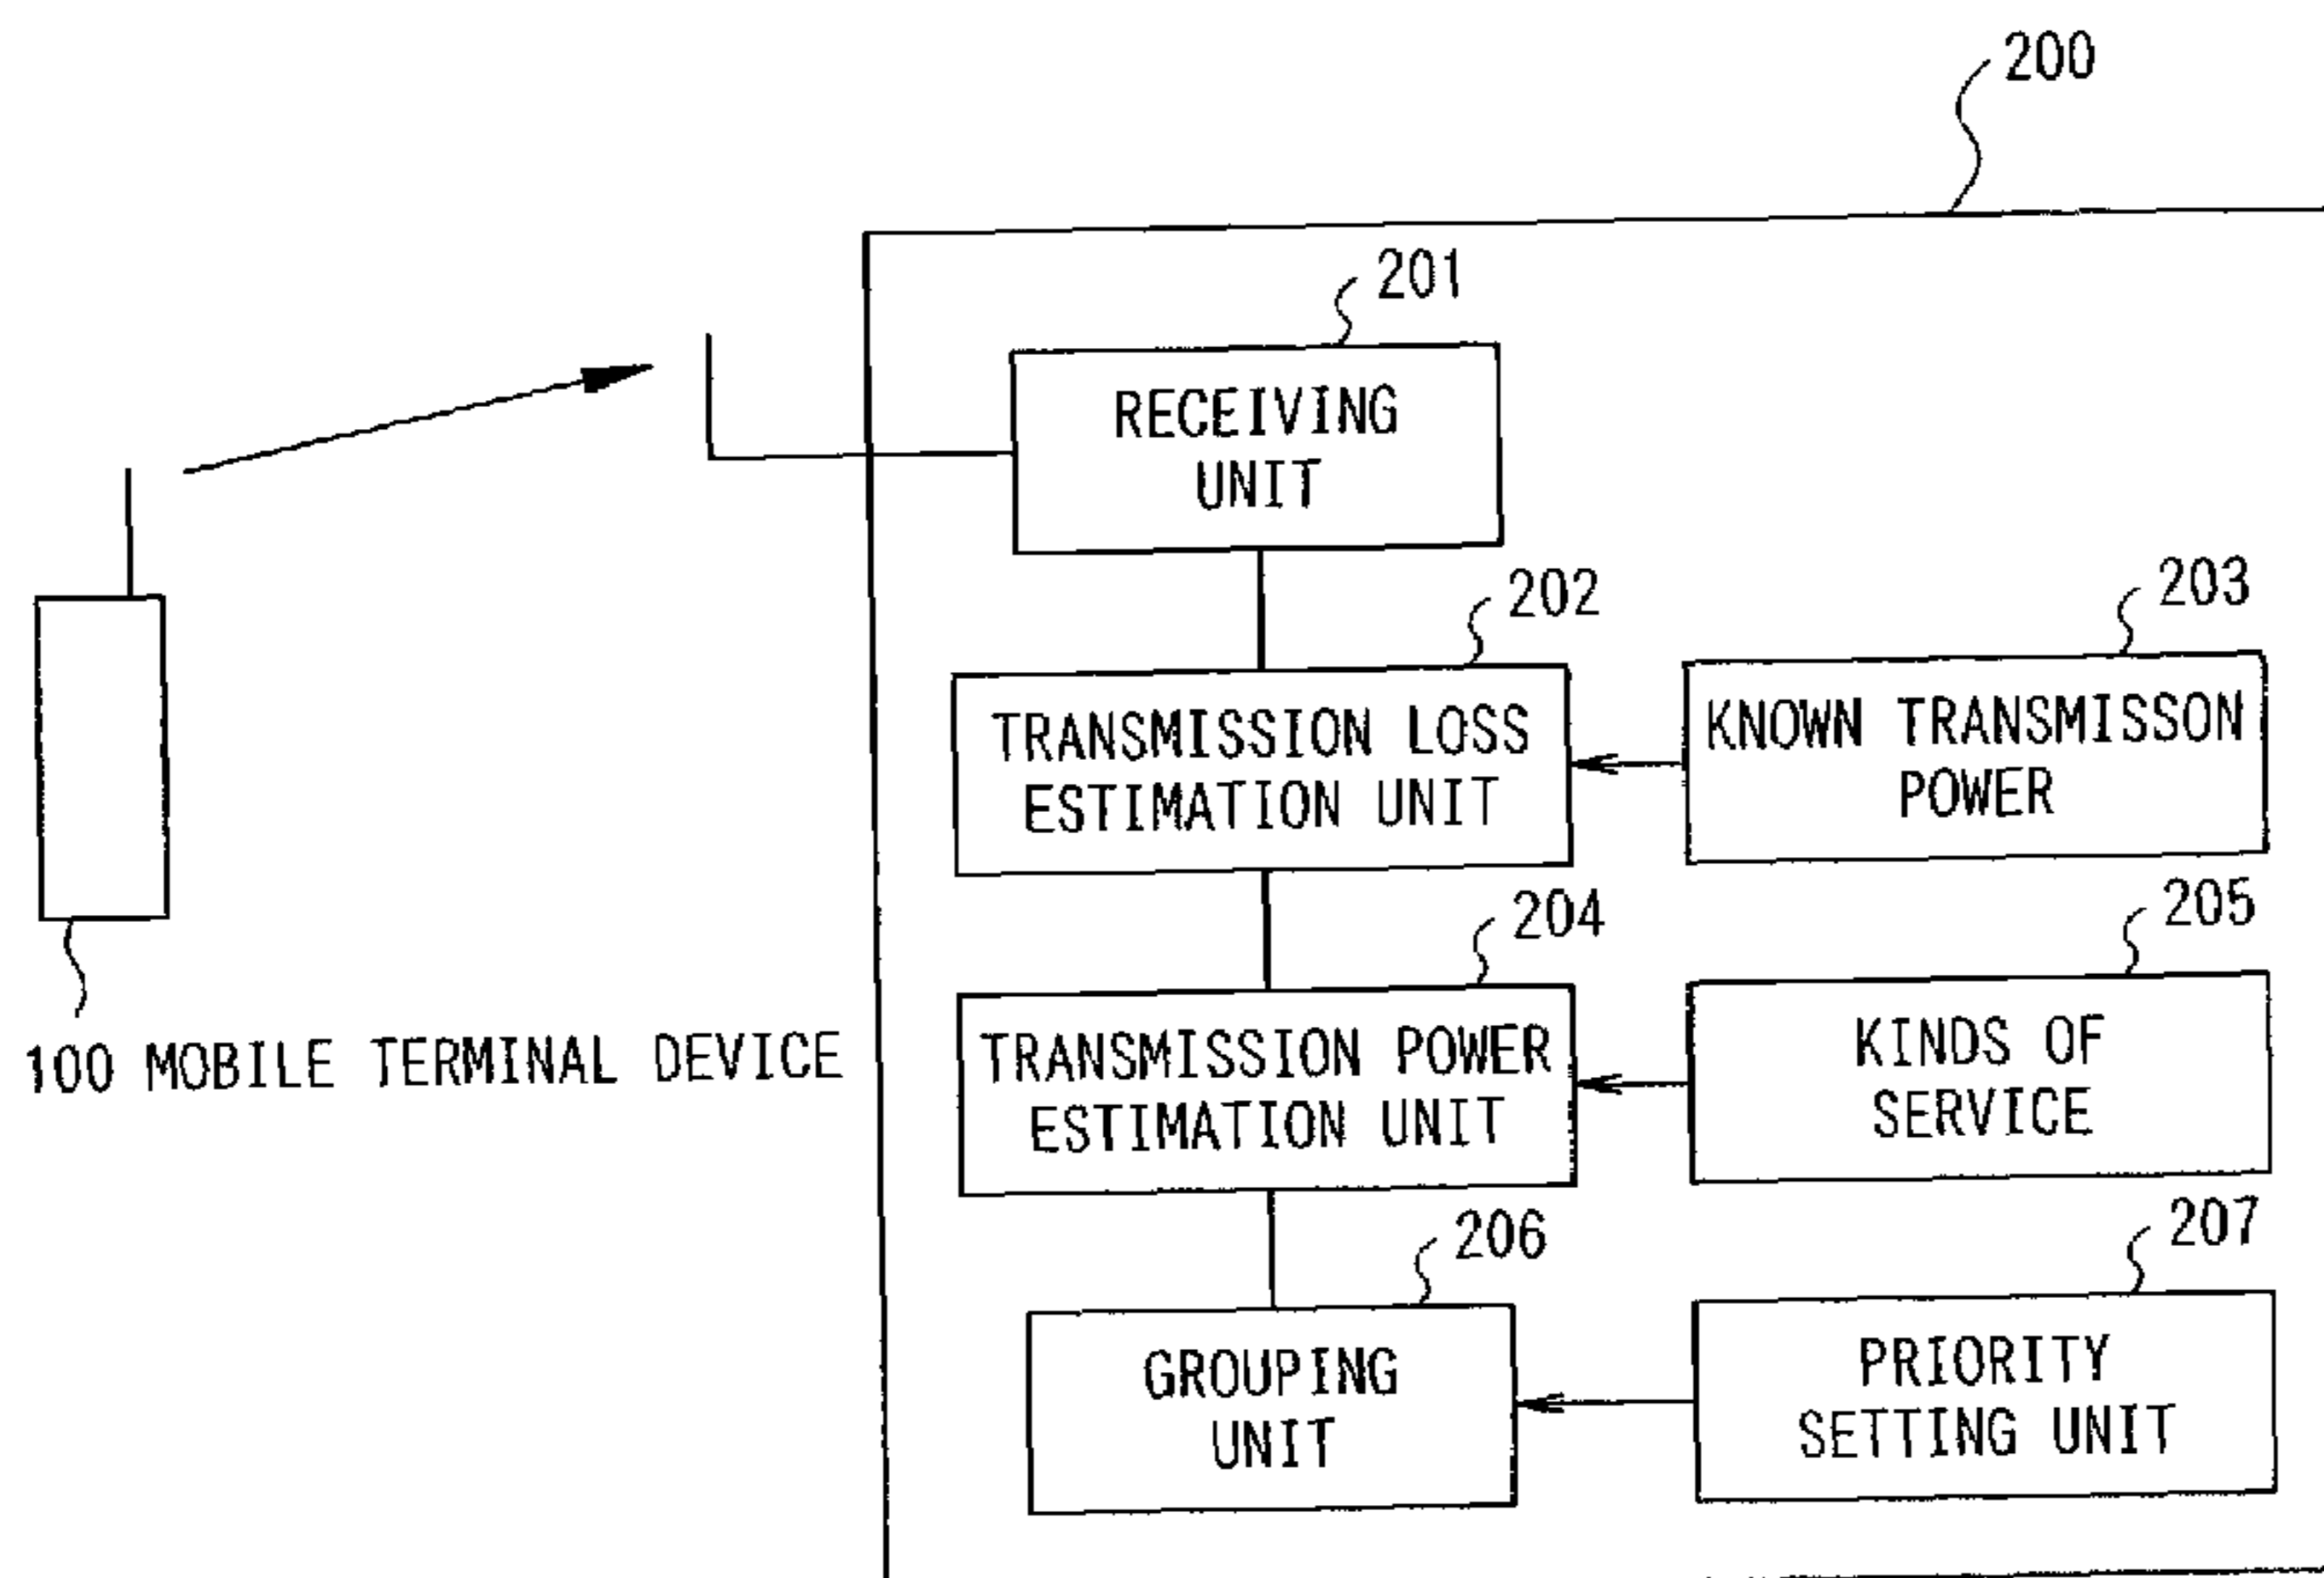 200
201
RECEIVING
UNIT
202
203
TRANSMISSION LOSS
ESTIMATION UNIT
KNOWN TRANSMISSON
POWER
204
205
100 MOBILE TERMINAL DEVICE
TRANSMISSION POWER
ESTIMATION UNIT
KINDS OF
SERVICE
206
207
GROUPING
UNIT
PRIORITY
SETTING UNIT